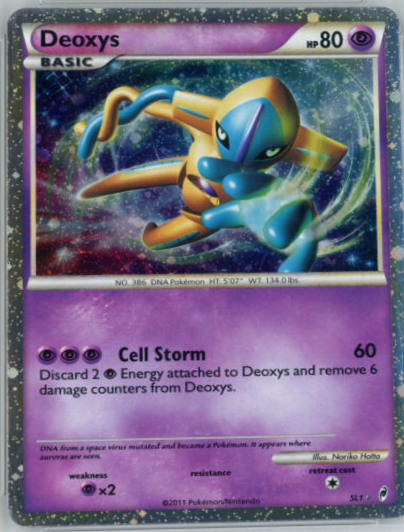 Deoxys HP 80
BASIC
NO. 386 DNA Pokémon HT. 5'07" WT. 134.0 lbs.
Cell Storm 60
Discard 2 Energy attached to Deoxys and remove 6
damage counters from Deoxys.
DNA from a space virus mutated and became a Pokémon. It appears where
auroras are seen.
Illus. Noriko Hotta
weakness resistance retreat cost
×2
SL1
©2011 Pokémon/Nintendo